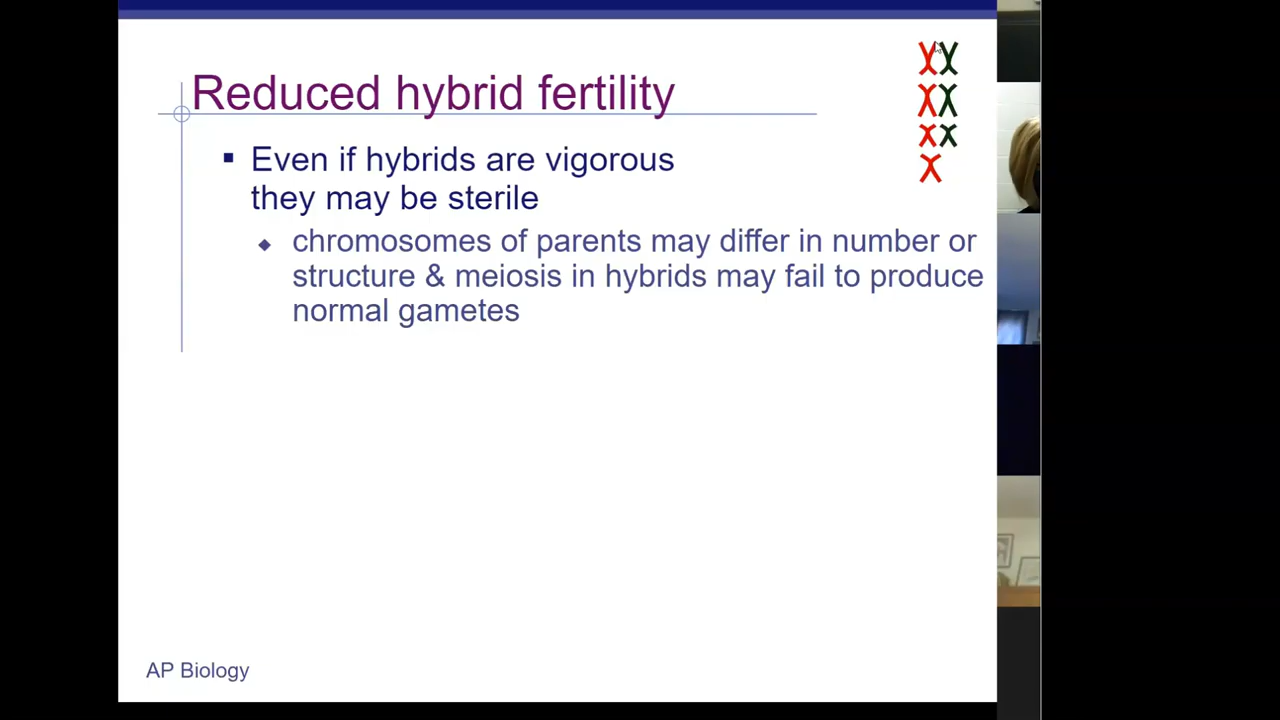 Reduced hybrid fertility
▪ Even if hybrids are vigorous
they may be sterile
◆ chromosomes of parents may differ in number or
structure & meiosis in hybrids may fail to produce
normal gametes
AP Biology